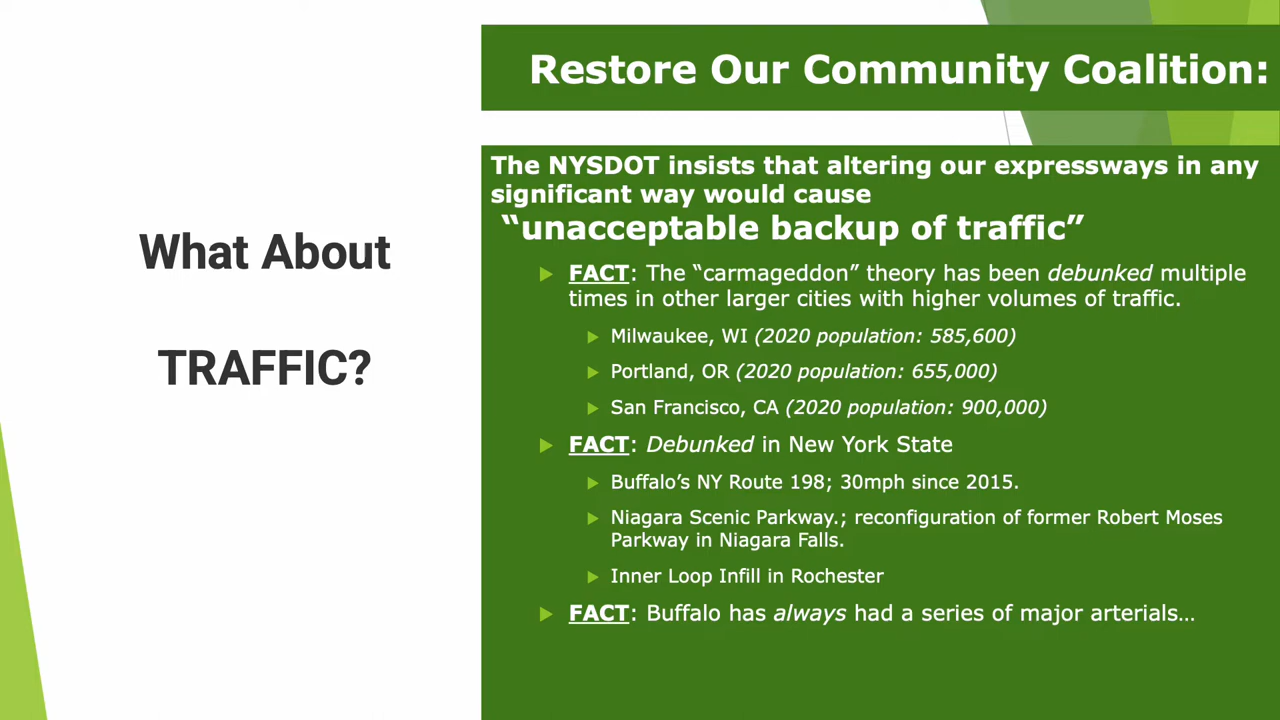 What About
TRAFFIC?
Restore Our Community Coalition:
The NYSDOT insists that altering our expressways in any
significant way would cause
“unacceptable backup of traffic”
FACT: The “carmageddon” theory has been debunked multiple
times in other larger cities with higher volumes of traffic.
Milwaukee, WI (2020 population: 585,600)
Portland, OR (2020 population: 655,000)
San Francisco, CA (2020 population: 900,000)
FACT: Debunked in New York State
Buffalo’s NY Route 198; 30mph since 2015.
Niagara Scenic Parkway.; reconfiguration of former Robert Moses
Parkway in Niagara Falls.
Inner Loop Infill in Rochester
FACT: Buffalo has always had a series of major arterials…